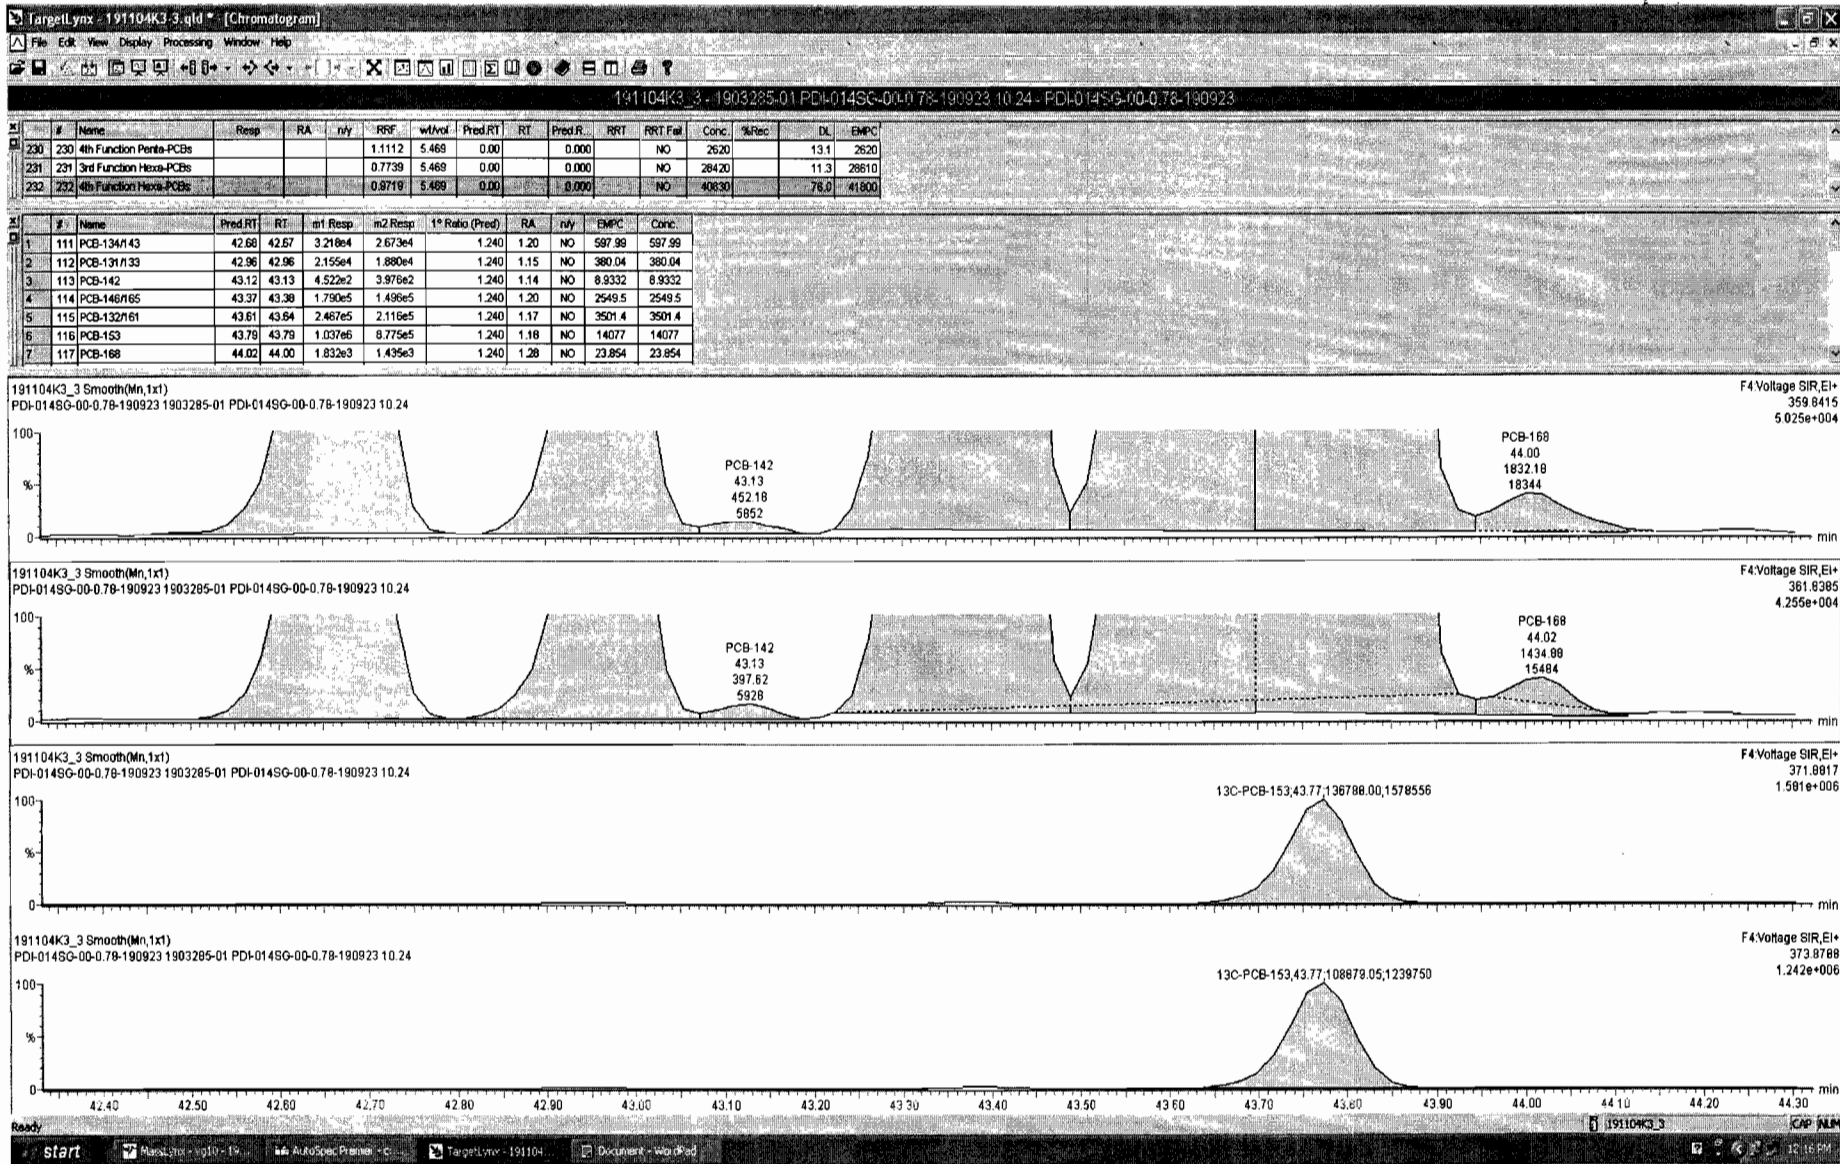 TargetLynx - 191104K3-3.qld * [Chromatogram]
File Edit View Display Processing Window Help
191104K3_3 - 1903285-01 PDI-014SG-00-0.78-190923 10.24 - PDI-014SG-00-0.78-190923
# Name Resp RA n/y RRF wt/vol Pred.RT RT Pred.R... RRT RRT Fail Conc. %Rec DL EMPC
230 230 4th Function Penta-PCBs 1.1112 5.469 0.00 0.000 NO 2620 13.1 2620
231 231 3rd Function Hexa-PCBs 0.7739 5.469 0.00 0.000 NO 28420 11.3 28610
232 232 4th Function Hexa-PCBs 0.9719 5.469 0.00 0.000 NO 40830 76.0 41800
# Name Pred.RT RT m1 Resp m2 Resp 1° Ratio (Pred) RA n/y EMPC Conc.
1 111 PCB-134/143 42.68 42.67 3.218e4 2.673e4 1.240 1.20 NO 597.99 597.99
2 112 PCB-131/133 42.96 42.96 2.155e4 1.880e4 1.240 1.15 NO 380.04 380.04
3 113 PCB-142 43.12 43.13 4.522e2 3.976e2 1.240 1.14 NO 8.9332 8.9332
4 114 PCB-146/165 43.37 43.38 1.790e5 1.496e5 1.240 1.20 NO 2549.5 2549.5
5 115 PCB-132/161 43.61 43.64 2.467e5 2.116e5 1.240 1.17 NO 3501.4 3501.4
6 116 PCB-153 43.79 43.79 1.037e6 8.775e5 1.240 1.18 NO 14077 14077
7 117 PCB-168 44.02 44.00 1.832e3 1.435e3 1.240 1.28 NO 23.854 23.854
191104K3_3 Smooth(Mn,1x1)
PDI-014SG-00-0.78-190923 1903285-01 PDI-014SG-00-0.78-190923 10.24
F4:Voltage SIR,EI+
359.8415
5.025e+004
100
%
0
PCB-142
43.13
452.18
5852
PCB-168
44.00
1832.18
18344
min
191104K3_3 Smooth(Mn,1x1)
PDI-014SG-00-0.78-190923 1903285-01 PDI-014SG-00-0.78-190923 10.24
F4:Voltage SIR,EI+
361.8385
4.255e+004
100
%
0
PCB-142
43.13
397.62
5928
PCB-168
44.02
1434.88
15484
min
191104K3_3 Smooth(Mn,1x1)
PDI-014SG-00-0.78-190923 1903285-01 PDI-014SG-00-0.78-190923 10.24
F4:Voltage SIR,EI+
371.8817
1.581e+006
100
%
0
13C-PCB-153;43.77;136788.00;1578556
min
191104K3_3 Smooth(Mn,1x1)
PDI-014SG-00-0.78-190923 1903285-01 PDI-014SG-00-0.78-190923 10.24
F4:Voltage SIR,EI+
373.8788
1.242e+006
100
%
0
13C-PCB-153;43.77;108879.05;1239750
min
42.40 42.50 42.60 42.70 42.80 42.90 43.00 43.10 43.20 43.30 43.40 43.50 43.60 43.70 43.80 43.90 44.00 44.10 44.20 44.30
Ready 191104K3_3 CAP NUM
start MassLynx - vg10 - 19... AutoSpec Premier - c:... TargetLynx - 191104... Document - WordPad 12:16 PM